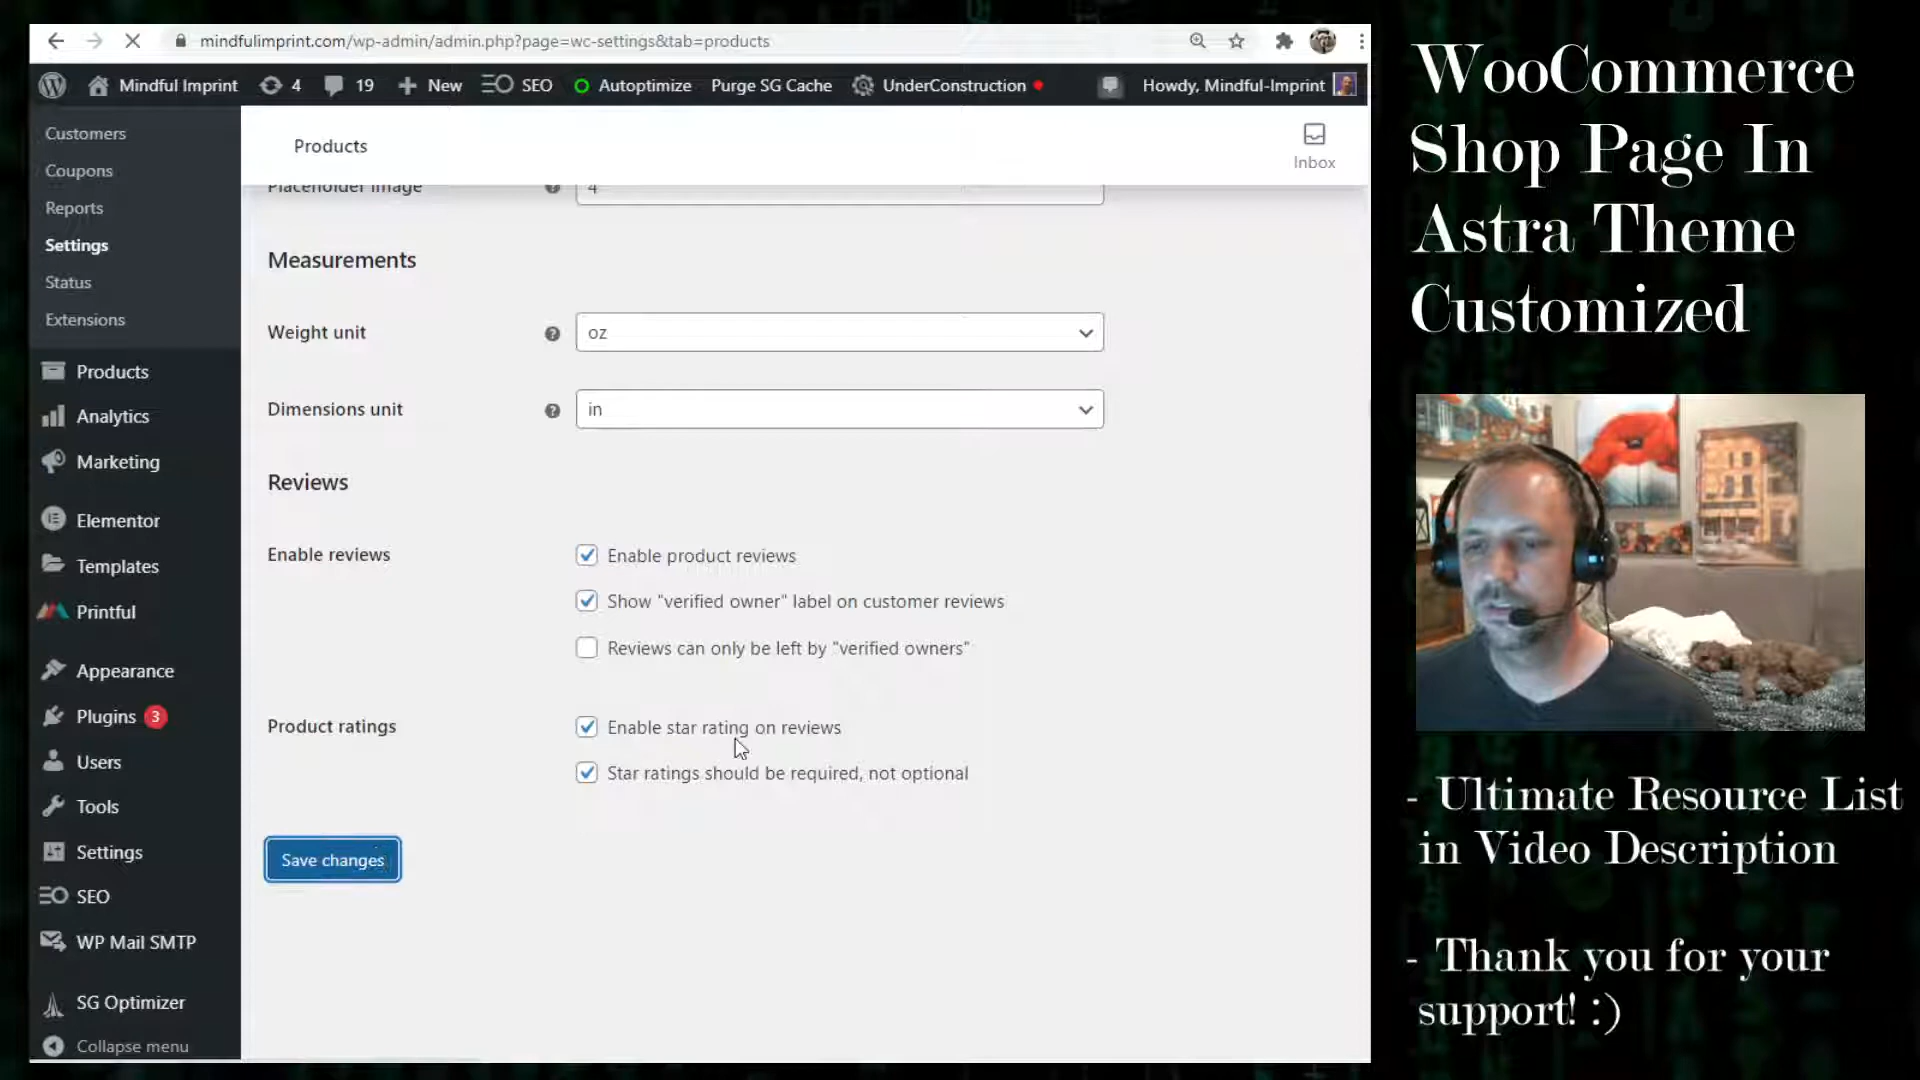 mindfulimprint.com/wp-admin/admin.php?page=wc-settings&tab=products
Mindful Imprint 4 19 New SEO Autoptimize Purge SG Cache UnderConstruction Howdy, Mindful-Imprint
Customers
Coupons
Reports
Settings
Status
Extensions
Products
Analytics
Marketing
Elementor
Templates
Printful
Appearance
Plugins 3
Users
Tools
Settings
SEO
WP Mail SMTP
SG Optimizer
Collapse menu
Products
Inbox
Placeholder image 4
Measurements
Weight unit oz
Dimensions unit in
Reviews
Enable reviews Enable product reviews
Show "verified owner" label on customer reviews
Reviews can only be left by "verified owners"
Product ratings Enable star rating on reviews
Star ratings should be required, not optional
Save changes
WooCommerce
Shop Page In
Astra Theme
Customized
- Ultimate Resource List
in Video Description
- Thank you for your
support! :)